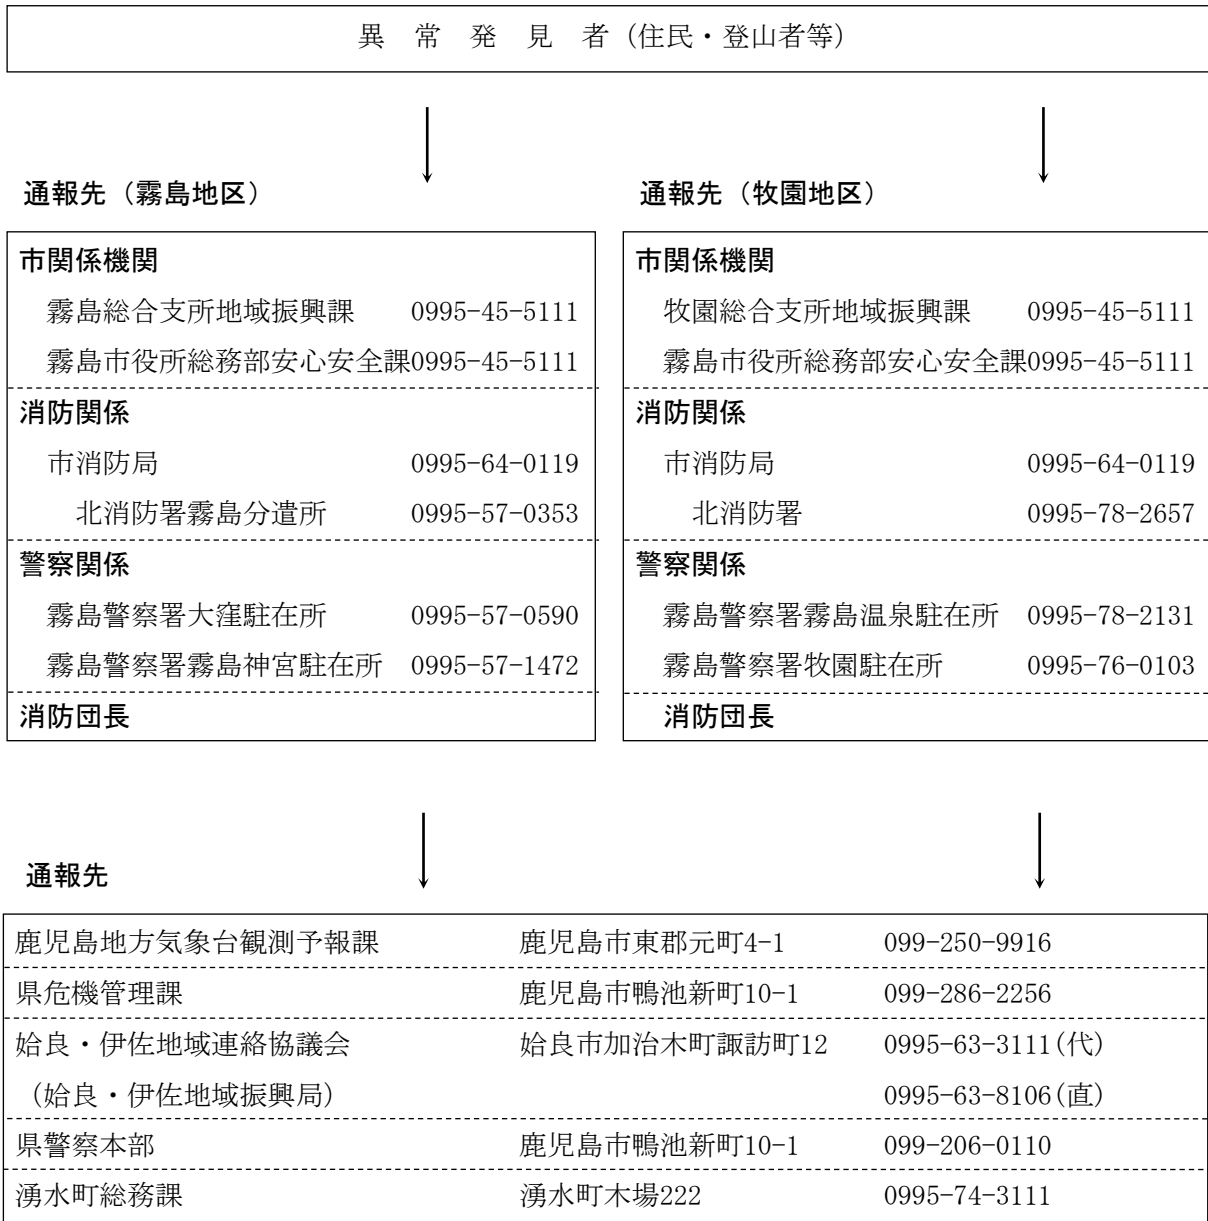 異常発見者(住民・登山者等)
通報先(霧島地区)
市関係機関
霧島総合支所地域振興課 0995-45-5111
霧島市役所総務部安心安全課0995-45-5111
消防関係
市消防局 0995-64-0119
北消防署霧島分遣所 0995-57-0353
警察関係
霧島警察署大窪駐在所 0995-57-0590
霧島警察署霧島神宮駐在所 0995-57-1472
消防団長
通報先(牧園地区)
市関係機関
牧園総合支所地域振興課 0995-45-5111
霧島市役所総務部安心安全課0995-45-5111
消防関係
市消防局 0995-64-0119
北消防署 0995-78-2657
警察関係
霧島警察署霧島温泉駐在所 0995-78-2131
霧島警察署牧園駐在所 0995-76-0103
消防団長
通報先
鹿児島地方気象台観測予報課 鹿児島市東郡元町4-1 099-250-9916
県危機管理課 鹿児島市鴨池新町10-1 099-286-2256
姶良・伊佐地域連絡協議会 姶良市加治木町諏訪町12 0995-63-3111(代)
(姶良・伊佐地域振興局) 0995-63-8106(直)
県警察本部 鹿児島市鴨池新町10-1 099-206-0110
湧水町総務課 湧水町木場222 0995-74-3111